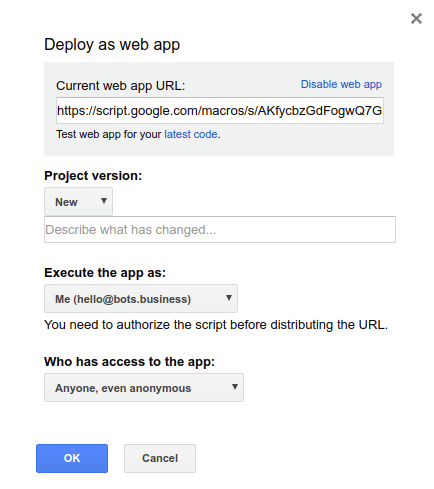 Deploy as web app
Current web app URL: Disable web app
https://script.google.com/macros/s/AKfycbzGdFogwQ7G
Test web app for your latest code.
Project version:
New
Describe what has changed...
Execute the app as:
Me (hello@bots.business)
You need to authorize the script before distributing the URL.
Who has access to the app:
Anyone, even anonymous
OK Cancel